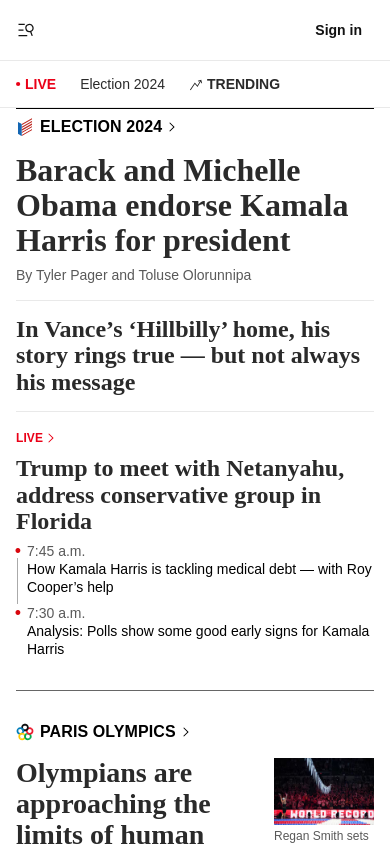 Sign in
LIVE
Election 2024
TRENDING
ELECTION 2024
Barack and Michelle
Obama endorse Kamala
Harris for president
By Tyler Pager and Toluse Olorunnipa
In Vance’s ‘Hillbilly’ home, his
story rings true — but not always
his message
LIVE
Trump to meet with Netanyahu,
address conservative group in
Florida
7:45 a.m.
How Kamala Harris is tackling medical debt — with Roy
Cooper’s help
7:30 a.m.
Analysis: Polls show some good early signs for Kamala
Harris
PARIS OLYMPICS
Olympians are
approaching the
limits of human
WORLD RECORD
Regan Smith sets